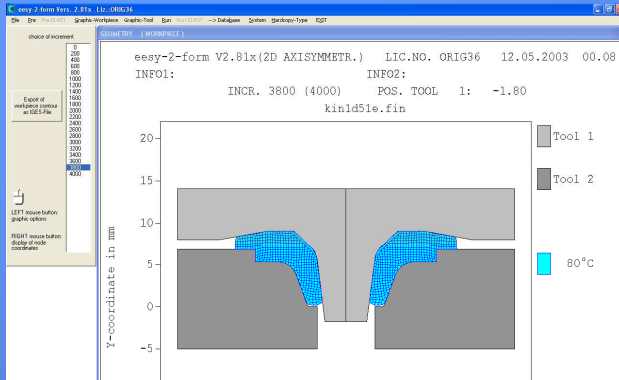 eesy-2-form Vers. 2.81x Liz.:ORIG36
File Pre Pre-ELAST Graphic-Workpiece Graphic-Tool Run Run-ELAST --> Database System Hardcopy-Type EXIT
choice of increment
0
200
400
600
800
1000
1200
1400
1600
1800
2000
2200
2400
2600
2800
3000
3200
3400
3600
3800
4000
Export of
workpiece contour
as IGES-File
LEFT mouse button:
graphic options
RIGHT mouse button:
display of node
coordinates
GEOMETRY (WORKPIECE)
eesy-2-form V2.81x(2D AXISYMMETR.) LIC.NO. ORIG36 12.05.2003 00.08
INFO1: INFO2:
INCR. 3800 (4000) POS. TOOL 1: -1.80
kin1d51e.fin
Y-coordinate in mm
20
15
10
5
0
-5
Tool 1
Tool 2
80°C